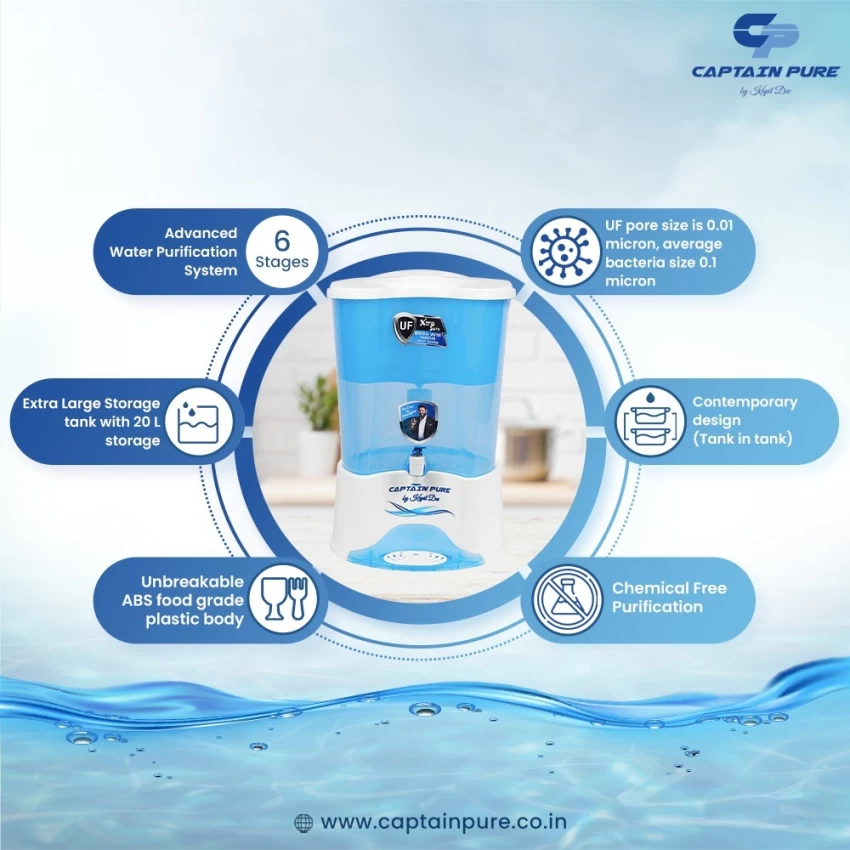 CAPTAIN PURE
by Kapil Dev
Advanced
Water Purification
System
6
Stages
UF pore size is 0.01
micron, average
bacteria size 0.1
micron
Extra Large Storage
tank with 20 L
storage
Contemporary
design
(Tank in tank)
Unbreakable
ABS food grade
plastic body
Chemical Free
Purification
UF
Xtra
CAPTAIN PURE
by Kapil Dev
www.captainpure.co.in